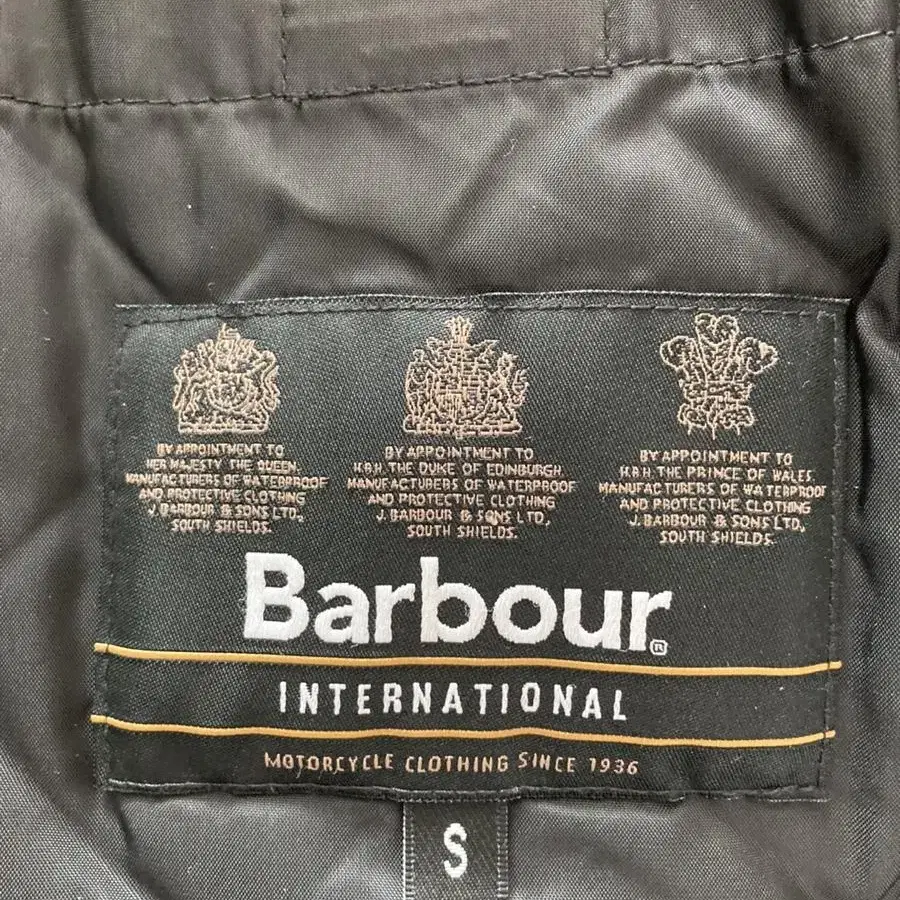 BY APPOINTMENT TO
HER MAJESTY THE QUEEN.
MANUFACTURERS OF WATERPROOF
AND PROTECTIVE CLOTHING
J. BARBOUR & SONS LTD,
SOUTH SHIELDS.
BY APPOINTMENT TO
H.R.H. THE DUKE OF EDINBURGH.
MANUFACTURERS OF WATERPROOF
AND PROTECTIVE CLOTHING
J. BARBOUR & SONS LTD,
SOUTH SHIELDS.
BY APPOINTMENT TO
H.R.H. THE PRINCE OF WALES.
MANUFACTURERS OF WATERPROOF
AND PROTECTIVE CLOTHING
J. BARBOUR & SONS LTD,
SOUTH SHIELDS.
Barbour®
INTERNATIONAL
MOTORCYCLE CLOTHING SINCE 1936
S